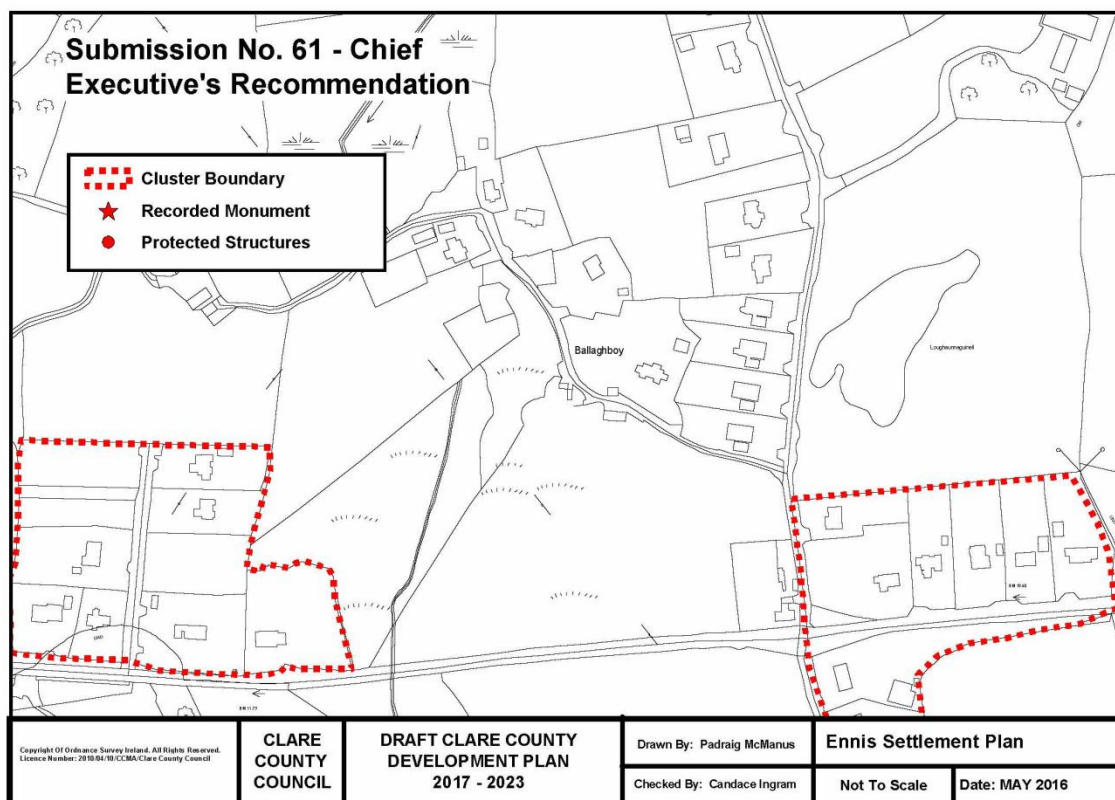 Submission No. 61 - Chief
Executive's Recommendation
Cluster Boundary
Recorded Monument
Protected Structures
Ballaghboy
Copyright Of Ordnance Survey Ireland. All Rights Reserved.
Licence Number: 2010/04/10/CCMA/Clare County Council
CLARE
COUNTY
COUNCIL
DRAFT CLARE COUNTY
DEVELOPMENT PLAN
2017 - 2023
Drawn By: Padraig McManus
Checked By: Candace Ingram
Ennis Settlement Plan
Not To Scale
Date: MAY 2016